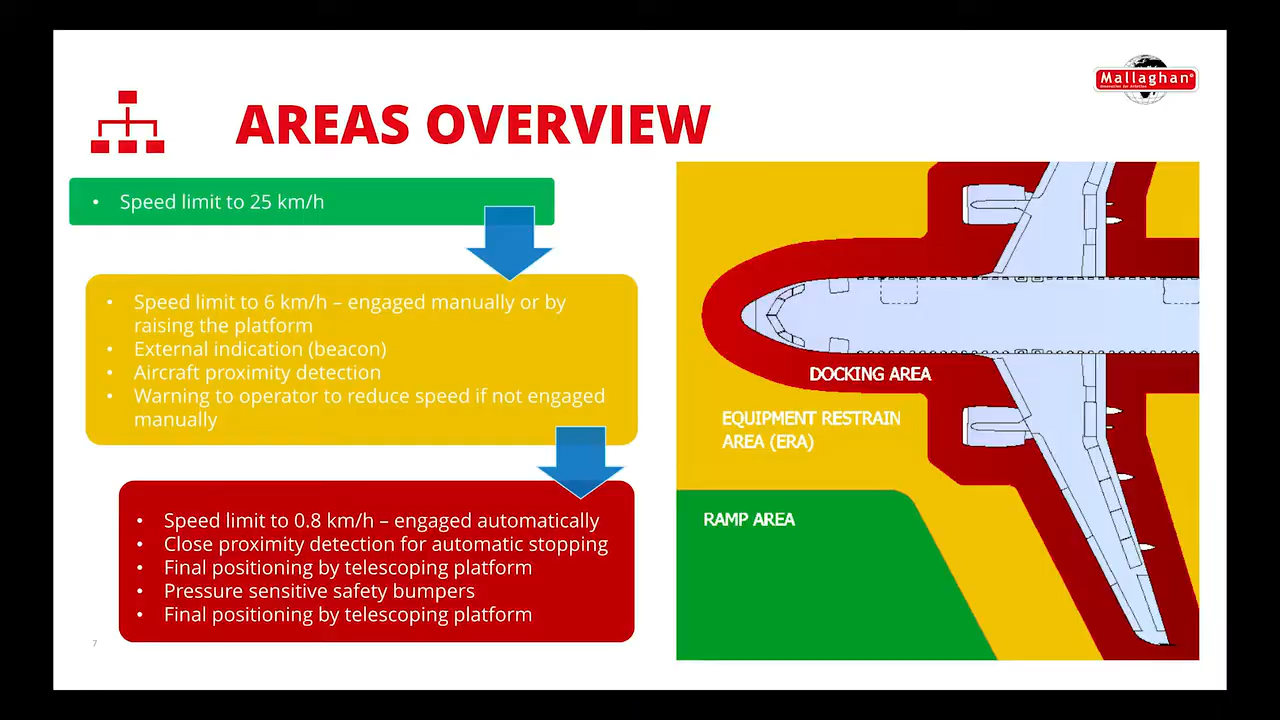 Mallaghan
Innovation for Aviation
AREAS OVERVIEW
• Speed limit to 25 km/h
• Speed limit to 6 km/h – engaged manually or by
raising the platform
• External indication (beacon)
• Aircraft proximity detection
• Warning to operator to reduce speed if not engaged
manually
• Speed limit to 0.8 km/h – engaged automatically
• Close proximity detection for automatic stopping
• Final positioning by telescoping platform
• Pressure sensitive safety bumpers
• Final positioning by telescoping platform
DOCKING AREA
EQUIPMENT RESTRAIN
AREA (ERA)
RAMP AREA
7